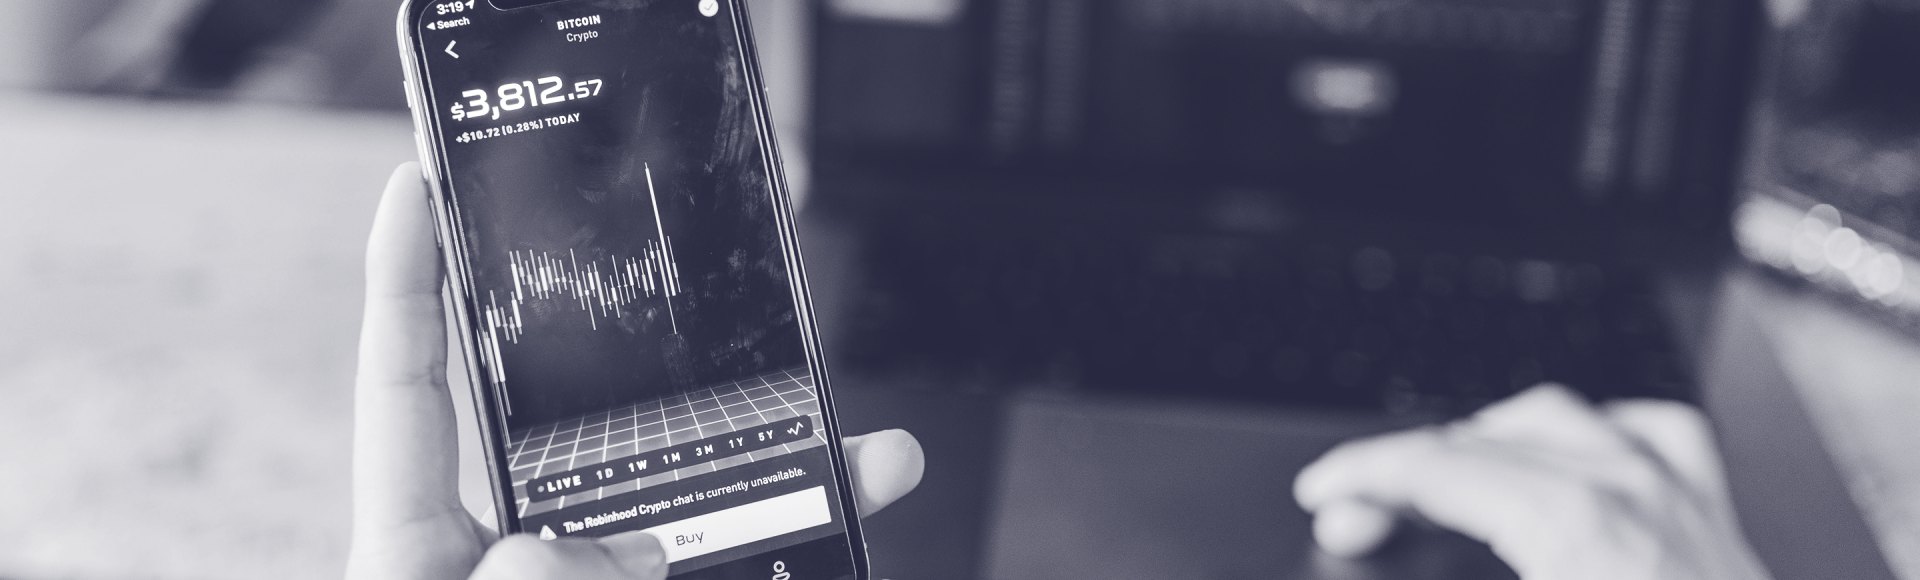 3:19
Search
BITCOIN
Crypto
$3,812.57
+$10.72 (0.28%) TODAY
LIVE 1D 1W 1M 3M 1Y 5Y
The Robinhood Crypto chat is currently unavailable.
Buy